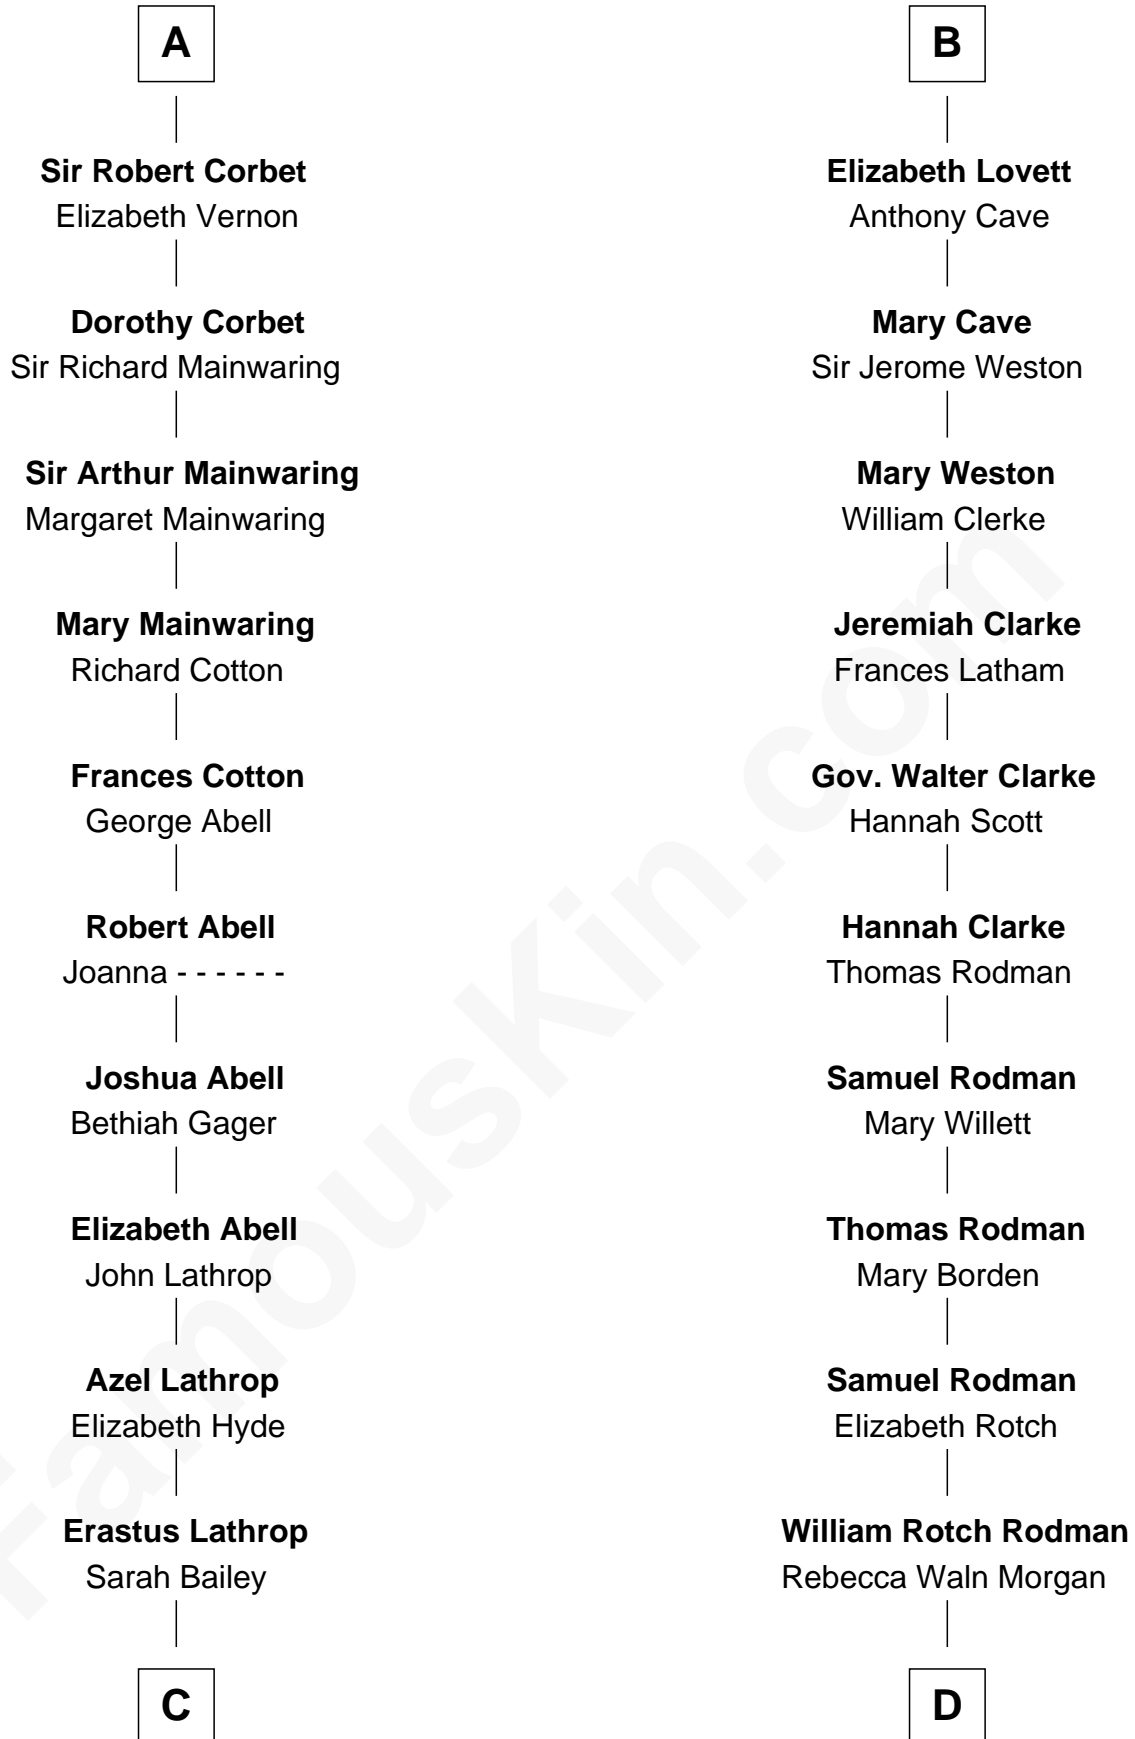 A
Sir Robert Corbet
Elizabeth Vernon
Dorothy Corbet
Sir Richard Mainwaring
Sir Arthur Mainwaring
Margaret Mainwaring
Mary Mainwaring
Richard Cotton
Frances Cotton
George Abell
Robert Abell
Joanna - - - - - -
Joshua Abell
Bethiah Gager
Elizabeth Abell
John Lathrop
Azel Lathrop
Elizabeth Hyde
Erastus Lathrop
Sarah Bailey
C
B
Elizabeth Lovett
Anthony Cave
Mary Cave
Sir Jerome Weston
Mary Weston
William Clerke
Jeremiah Clarke
Frances Latham
Gov. Walter Clarke
Hannah Scott
Hannah Clarke
Thomas Rodman
Samuel Rodman
Mary Willett
Thomas Rodman
Mary Borden
Samuel Rodman
Elizabeth Rotch
William Rotch Rodman
Rebecca Waln Morgan
D
FamousKin.com